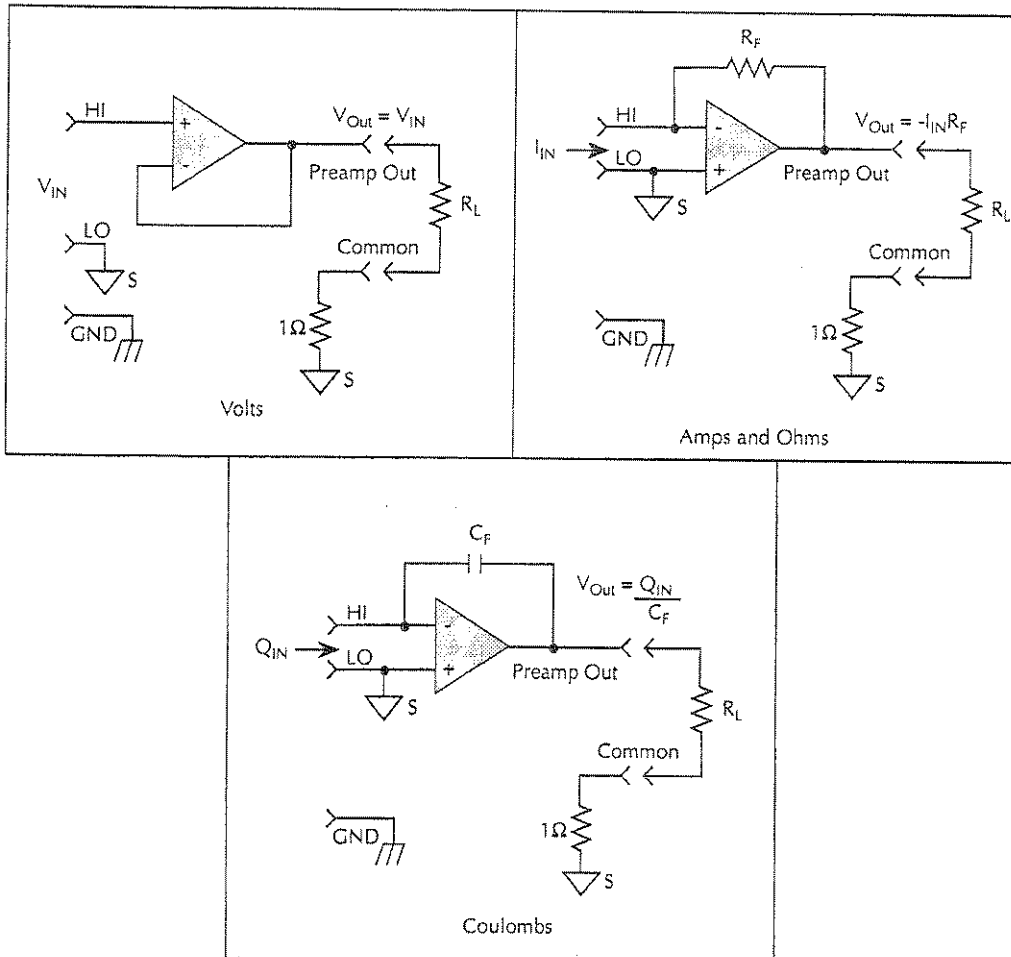 HI
+
-
V_Out = V_IN
Preamp Out
V_IN
R_L
LO
S
Common
GND
1Ω
S
Volts
R_F
HI
-
I_IN
LO
+
S
V_Out = -I_IN R_F
Preamp Out
R_L
Common
GND
1Ω
S
Amps and Ohms
C_F
HI
-
Q_IN
LO
+
S
V_Out = Q_IN
C_F
Preamp Out
R_L
Common
GND
1Ω
S
Coulombs